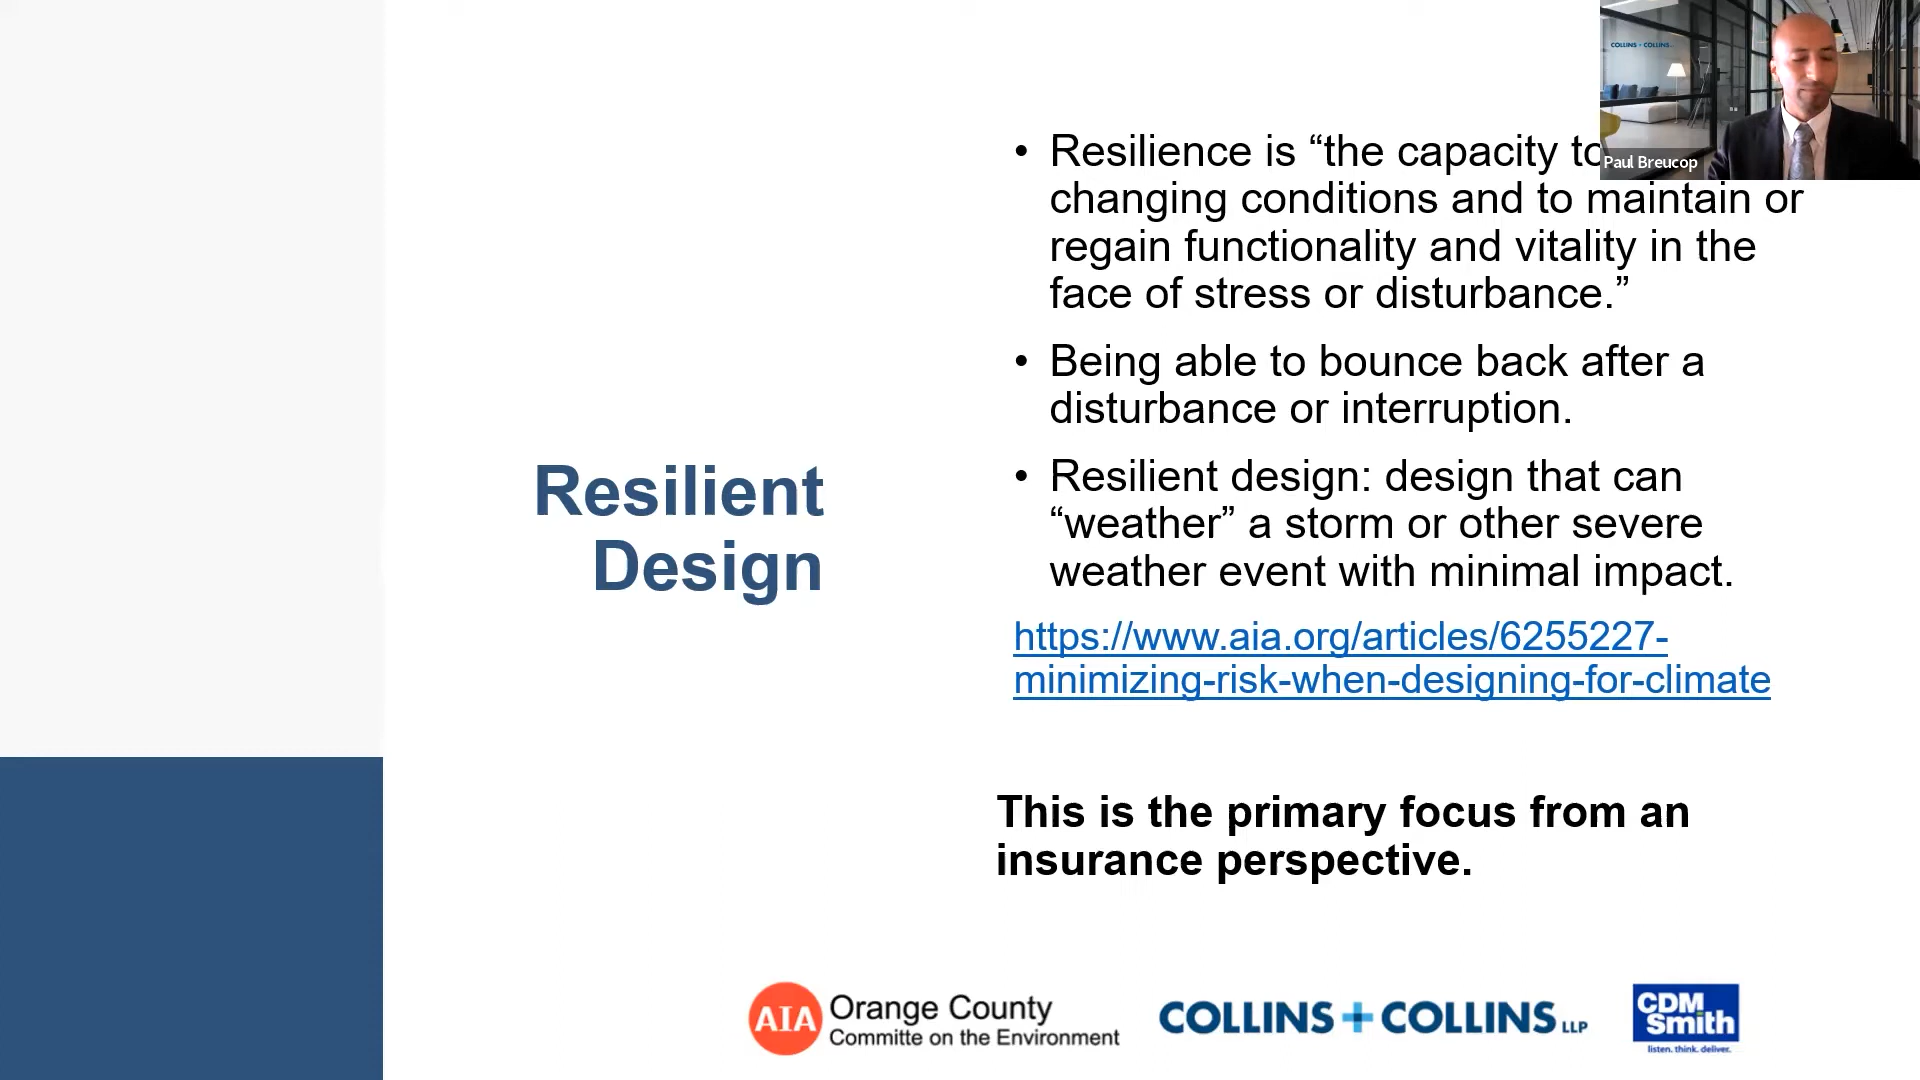 COLLINS + COLLINS
Paul Breucop
• Resilience is “the capacity to
changing conditions and to maintain or
regain functionality and vitality in the
face of stress or disturbance.”
• Being able to bounce back after a
disturbance or interruption.
• Resilient design: design that can
“weather” a storm or other severe
weather event with minimal impact.
https://www.aia.org/articles/6255227-
minimizing-risk-when-designing-for-climate
Resilient
Design
This is the primary focus from an
insurance perspective.
AIA Orange County
Committe on the Environment
COLLINS + COLLINS LLP
CDM
Smith
listen. think. deliver.